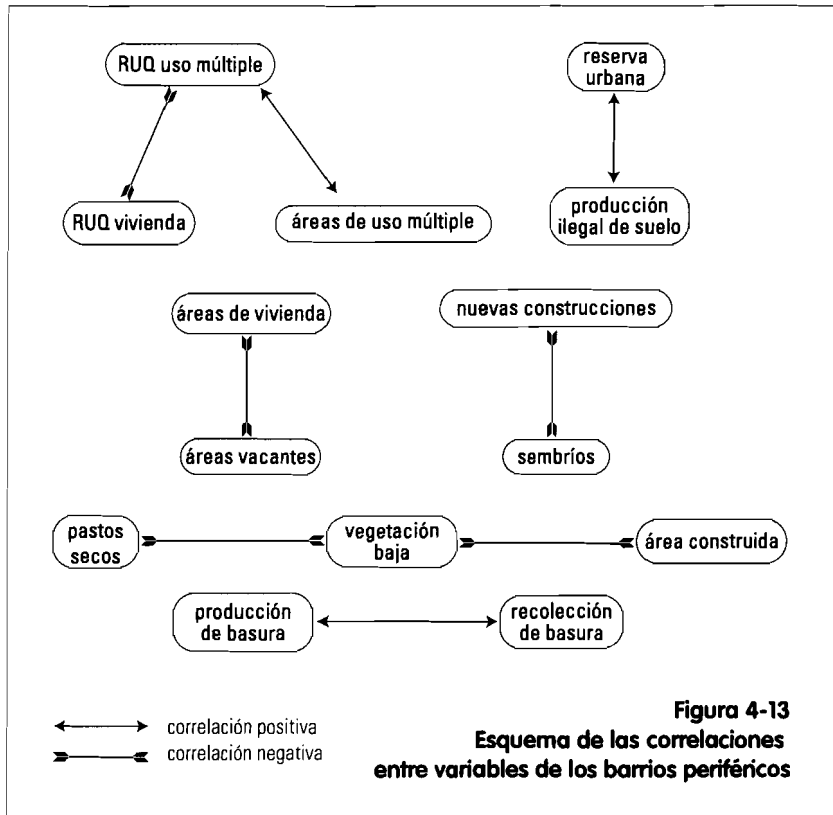 RUQ uso múltiple
reserva
urbana
RUQ vivienda
áreas de uso múltiple
producción
ilegal de suelo
áreas de vivienda
nuevas construcciones
áreas vacantes
sembríos
pastos
secos
vegetación
baja
área construida
producción
de basura
recolección
de basura
correlación positiva
correlación negativa
Figura 4-13
Esquema de las correlaciones
entre variables de los barrios periféricos